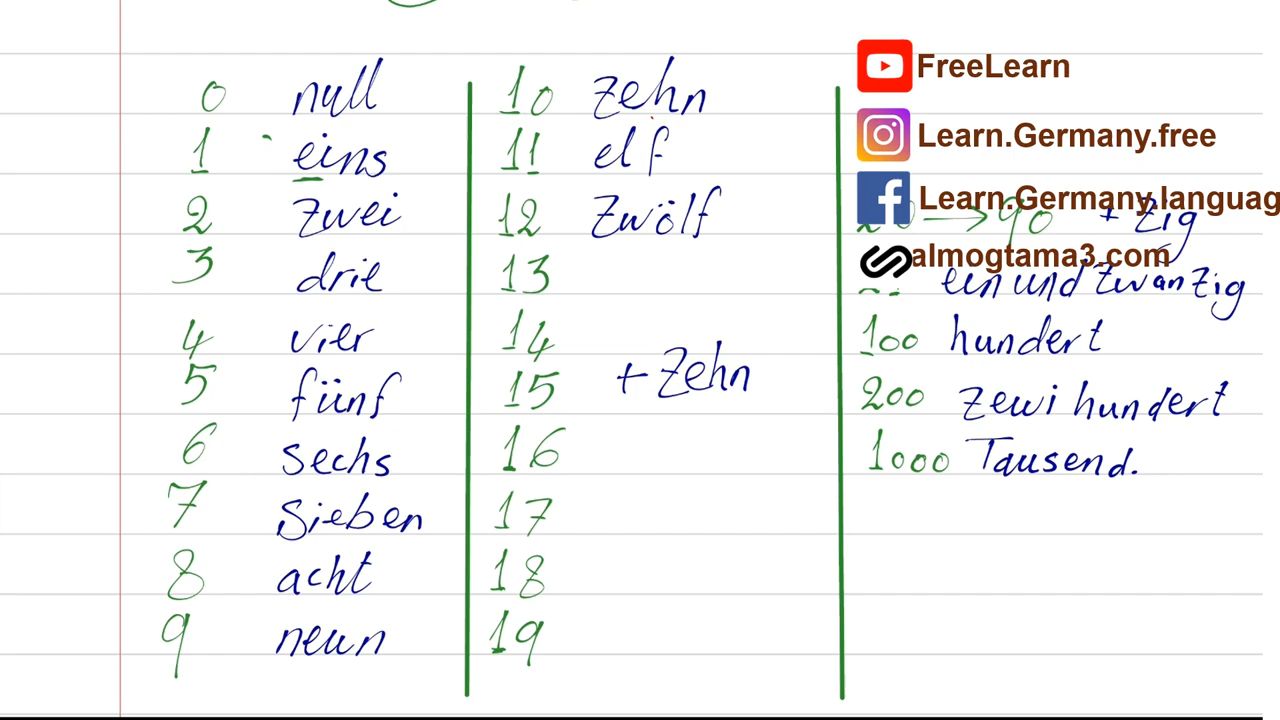 0 null
1 eins
2 zwei
3 drie
4 vier
5 fünf
6 sechs
7 sieben
8 acht
9 neun
10 zehn
11 elf
12 zwölf
13
14
15 + zehn
16
17
18
19
FreeLearn
Learn.Germany.free
Learn.Germany.languag
→ 90 + zig
almogtama3.com
ein und zwanzig
100 hundert
200 zewi hundert
1000 Tausend.